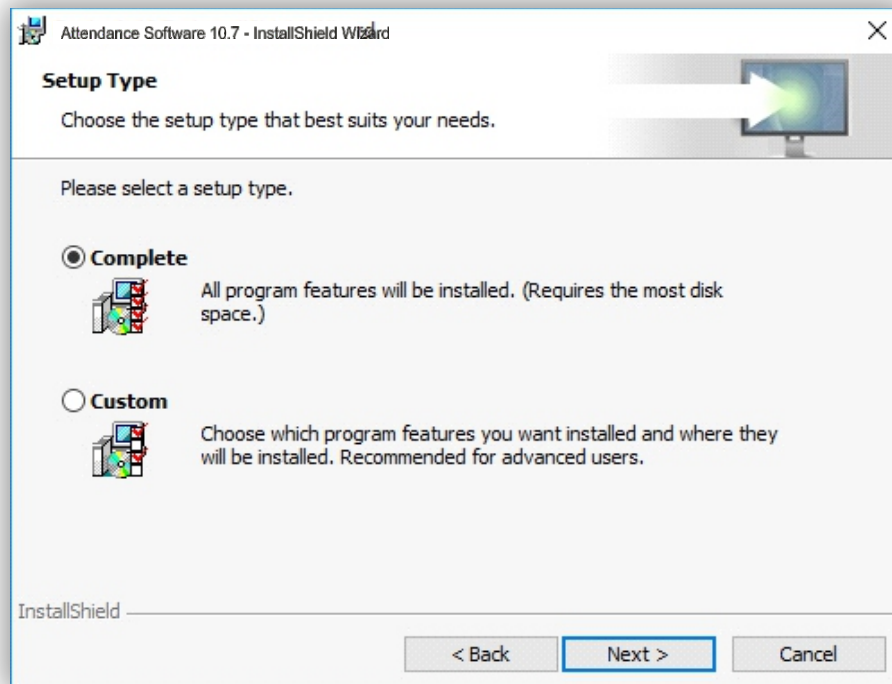 Attendance Software 10.7 - InstallShield Wizard
Setup Type
Choose the setup type that best suits your needs.
Please select a setup type.
Complete
All program features will be installed. (Requires the most disk
space.)
Custom
Choose which program features you want installed and where they
will be installed. Recommended for advanced users.
InstallShield
< Back
Next >
Cancel